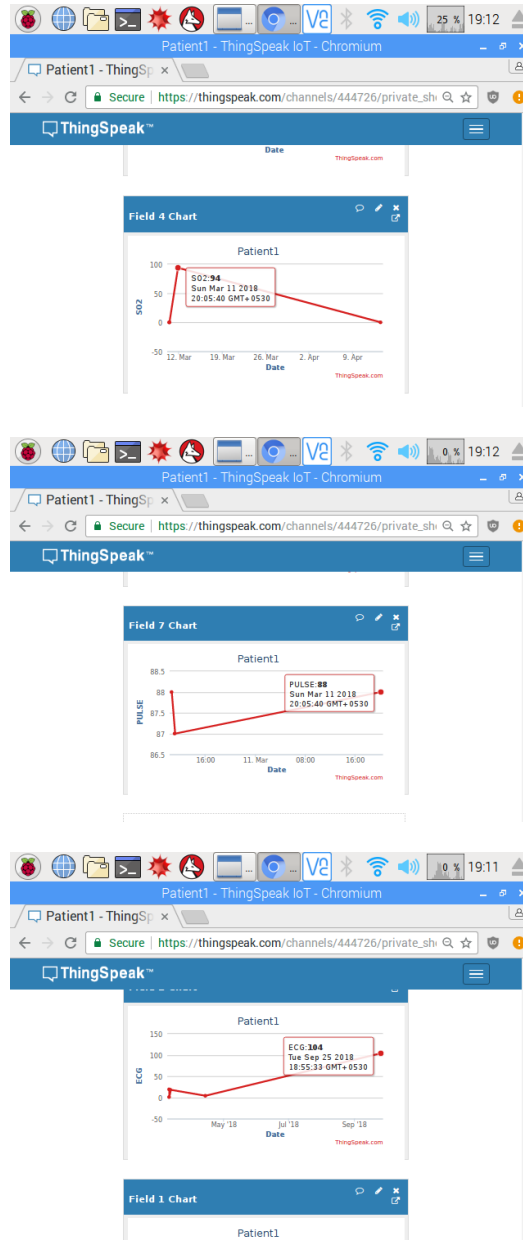 25 % 19:12
Patient1 - ThingSpeak IoT - Chromium
Patient1 - ThingSp
Secure | https://thingspeak.com/channels/444726/private_sh
ThingSpeak™
Date
ThingSpeak.com
Field 4 Chart
Patient1
100
SO2:94
Sun Mar 11 2018
50
20:05:40 GMT+0530
SO2
0
-50
12. Mar 19. Mar 26. Mar 2. Apr 9. Apr
Date
ThingSpeak.com
0 % 19:12
Patient1 - ThingSpeak IoT - Chromium
Patient1 - ThingSp
Secure | https://thingspeak.com/channels/444726/private_sh
ThingSpeak™
Field 7 Chart
Patient1
88.5
PULSE:88
88
Sun Mar 11 2018
20:05:40 GMT+0530
87.5
PULSE
87
86.5
16:00 11. Mar 08:00 16:00
Date
ThingSpeak.com
0 % 19:11
Patient1 - ThingSpeak IoT - Chromium
Patient1 - ThingSp
Secure | https://thingspeak.com/channels/444726/private_sh
ThingSpeak™
Patient1
150
ECG:104
100
Tue Sep 25 2018
18:55:33 GMT+0530
50
ECG
0
-50
May '18 Jul '18 Sep '18
Date
ThingSpeak.com
Field 1 Chart
Patient1